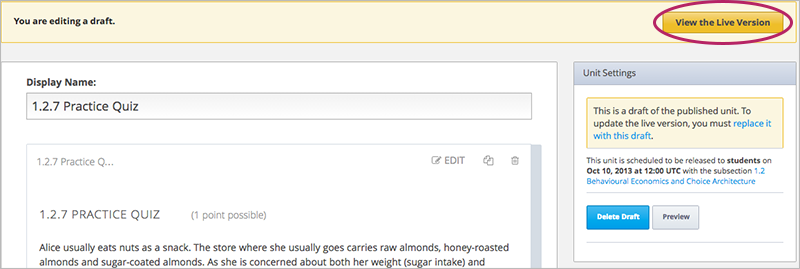 You are editing a draft.
View the Live Version
Display Name:
1.2.7 Practice Quiz
1.2.7 Practice Q...
EDIT
1.2.7 PRACTICE QUIZ (1 point possible)
Alice usually eats nuts as a snack. The store where she usually goes carries raw almonds, honey-roasted
almonds and sugar-coated almonds. As she is concerned about both her weight (sugar intake) and
Unit Settings
This is a draft of the published unit. To
update the live version, you must replace it
with this draft.
This unit is scheduled to be released to students on
Oct 10, 2013 at 12:00 UTC with the subsection 1.2
Behavioural Economics and Choice Architecture
Delete Draft
Preview